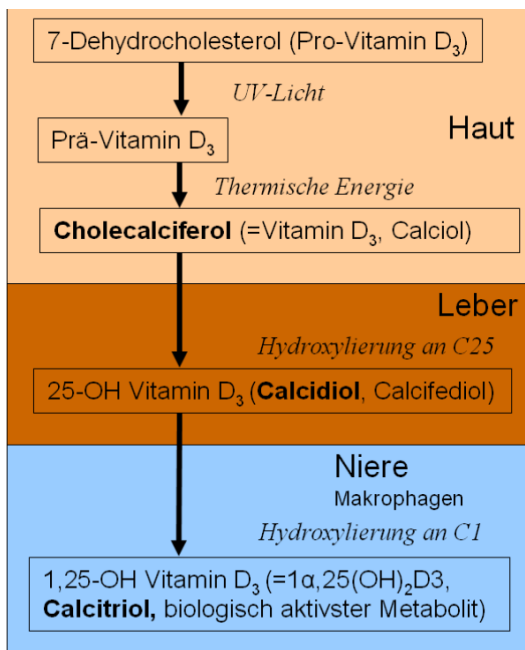 7-Dehydrocholesterol (Pro-Vitamin D₃)
UV-Licht
Haut
Prä-Vitamin D₃
Thermische Energie
Cholecalciferol (=Vitamin D₃, Calciol)
Leber
Hydroxylierung an C25
25-OH Vitamin D₃ (Calcidiol, Calcifediol)
Niere
Makrophagen
Hydroxylierung an C1
1,25-OH Vitamin D₃ (=1α,25(OH)₂D3,
Calcitriol, biologisch aktivster Metabolit)